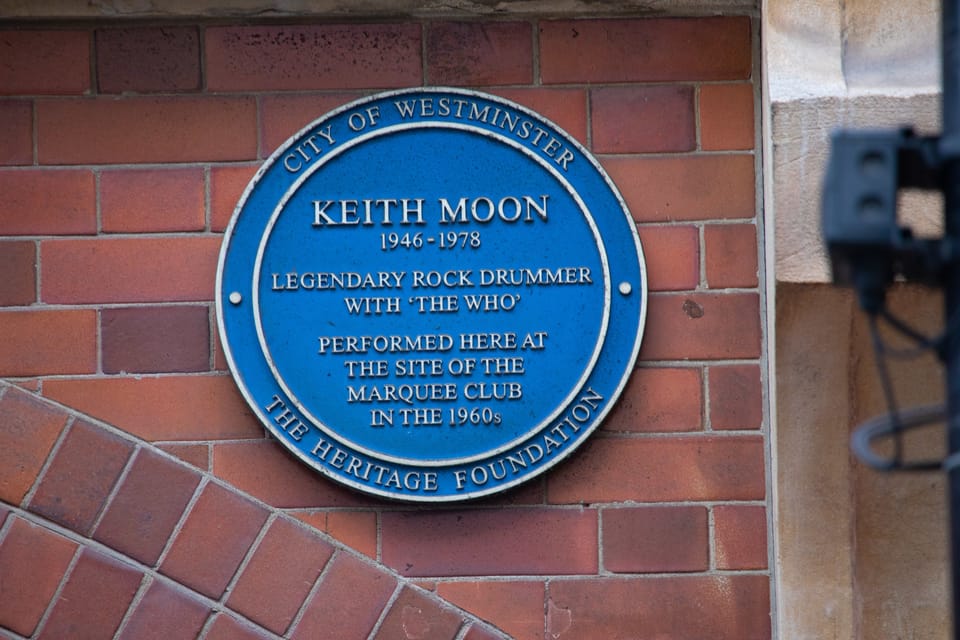 CITY OF WESTMINSTER
KEITH MOON
1946-1978
LEGENDARY ROCK DRUMMER
WITH ‘THE WHO’
PERFORMED HERE AT
THE SITE OF THE
MARQUEE CLUB
IN THE 1960s
THE HERITAGE FOUNDATION